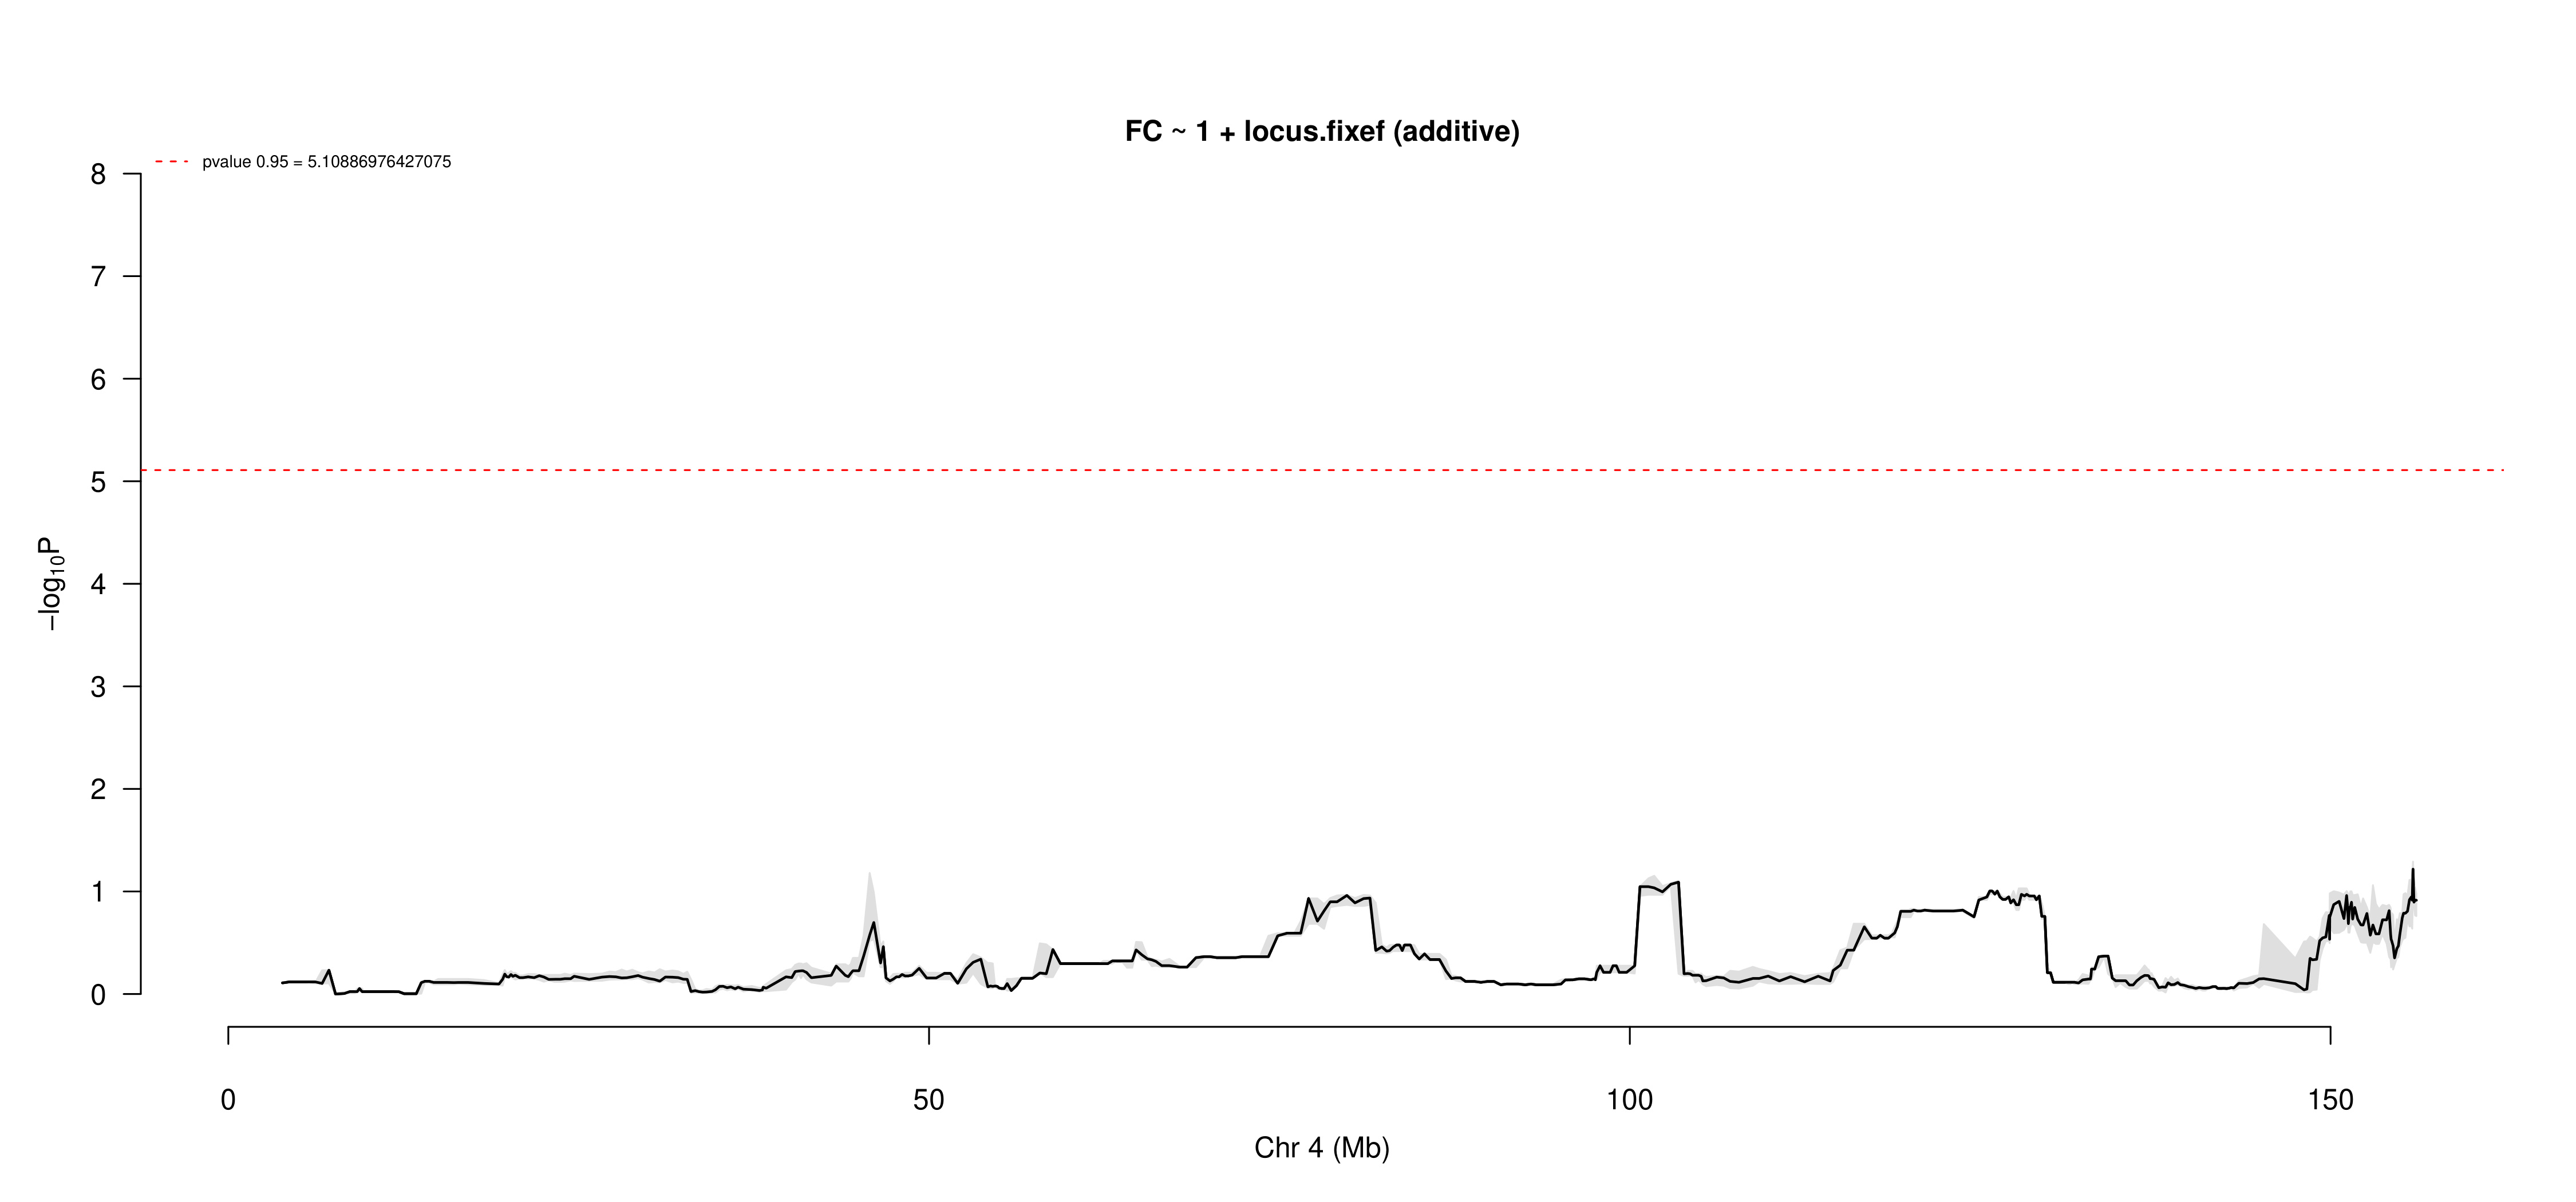 FC ~ 1 + locus.fixef (additive)
pvalue 0.95 = 5.10886976427075
8
7
6
5
4
3
2
1
0
−log10P
0 50 100 150
Chr 4 (Mb)